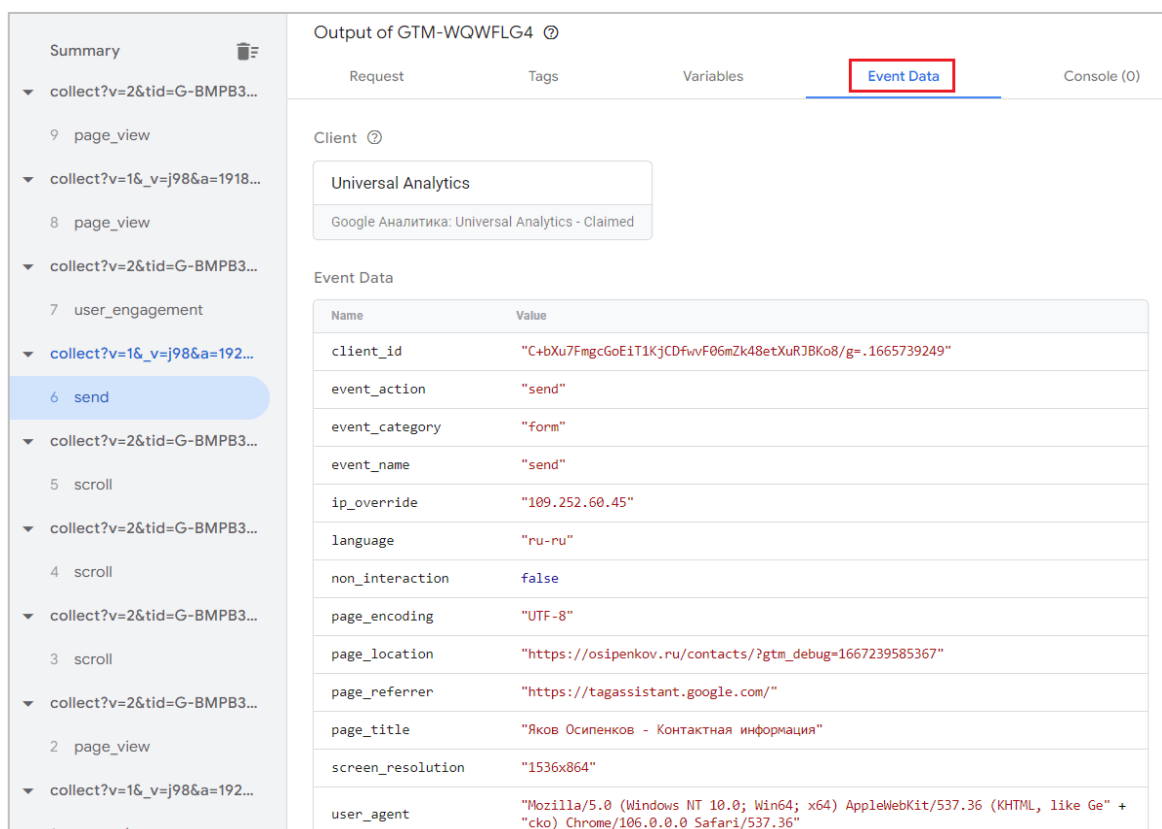 Summary
collect?v=2&tid=G-BMPB3...
9 page_view
collect?v=1&_v=j98&a=1918...
8 page_view
collect?v=2&tid=G-BMPB3...
7 user_engagement
collect?v=1&_v=j98&a=192...
6 send
collect?v=2&tid=G-BMPB3...
5 scroll
collect?v=2&tid=G-BMPB3...
4 scroll
collect?v=2&tid=G-BMPB3...
3 scroll
collect?v=2&tid=G-BMPB3...
2 page_view
collect?v=1&_v=j98&a=192...
Output of GTM-WQWFLG4
Request Tags Variables Event Data Console (0)
Client
Universal Analytics
Google Аналитика: Universal Analytics - Claimed
Event Data
Name Value
client_id "C+bXu7FmgcGoEiT1KjCDfwvF06mZk48etXuRJBKo8/g=.1665739249"
event_action "send"
event_category "form"
event_name "send"
ip_override "109.252.60.45"
language "ru-ru"
non_interaction false
page_encoding "UTF-8"
page_location "https://osipenkov.ru/contacts/?gtm_debug=1667239585367"
page_referrer "https://tagassistant.google.com/"
page_title "Яков Осипенков - Контактная информация"
screen_resolution "1536x864"
user_agent "Mozilla/5.0 (Windows NT 10.0; Win64; x64) AppleWebKit/537.36 (KHTML, like Ge" +
"cko) Chrome/106.0.0.0 Safari/537.36"